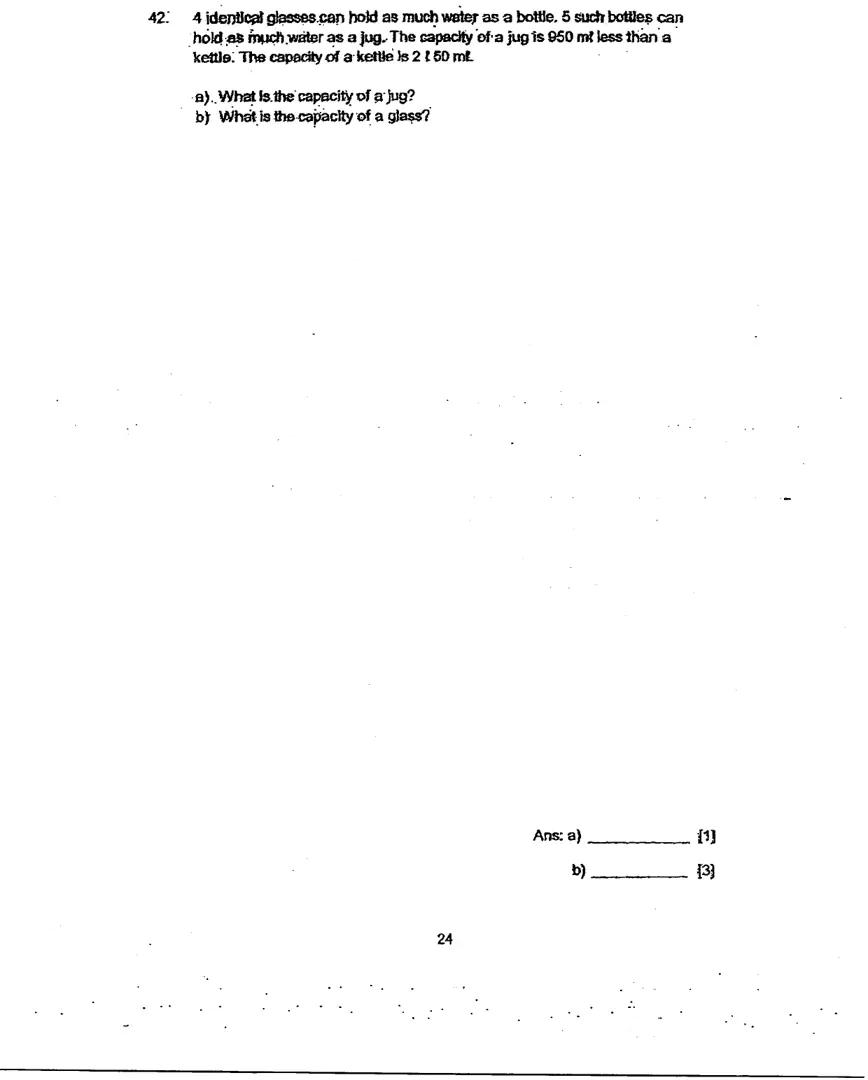 42. 4 identical glasses can hold as much water as a bottle. 5 such bottles can
hold as much water as a jug. The capacity of a jug is 950 mℓ less than a
kettle. The capacity of a kettle is 2 ℓ 50 mℓ.
a) What is the capacity of a jug?
b) What is the capacity of a glass?
Ans: a) __________ [1]
b) __________ [3]
24